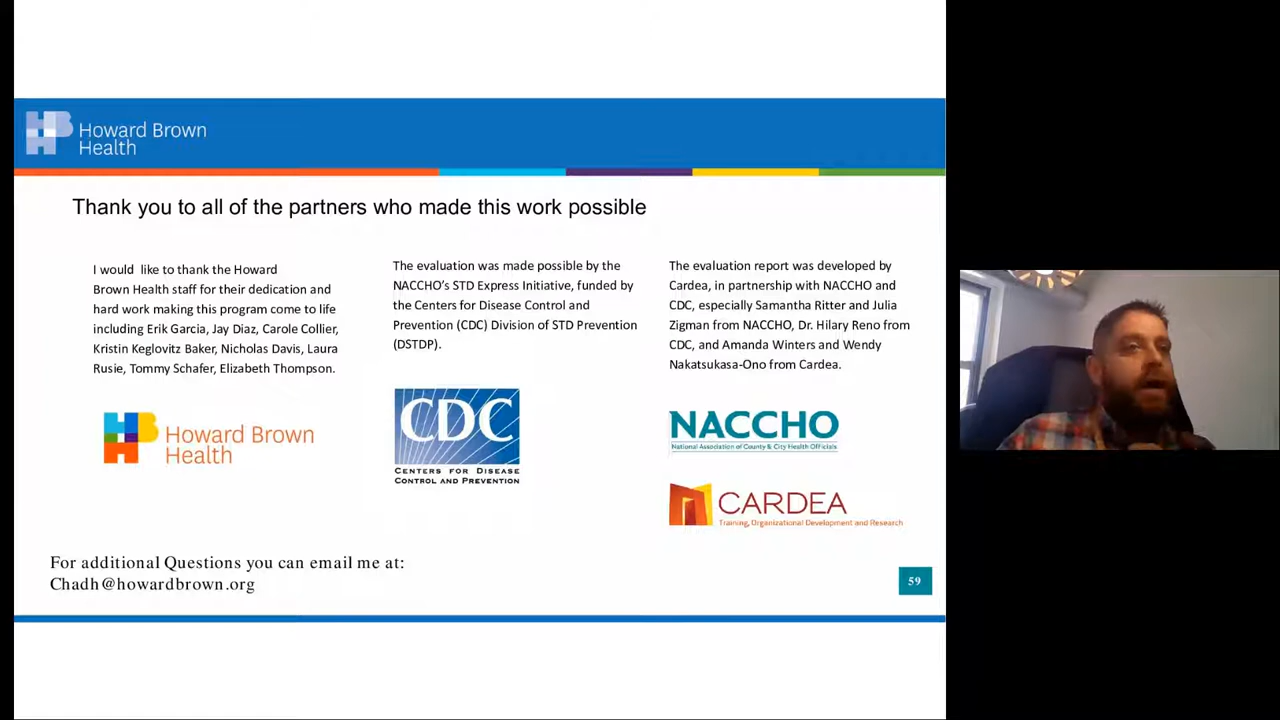 Howard Brown
Health
Thank you to all of the partners who made this work possible
I would like to thank the Howard
Brown Health staff for their dedication and
hard work making this program come to life
including Erik Garcia, Jay Diaz, Carole Collier,
Kristin Keglovitz Baker, Nicholas Davis, Laura
Rusie, Tommy Schafer, Elizabeth Thompson.
Howard Brown
Health
The evaluation was made possible by the
NACCHO's STD Express Initiative, funded by
the Centers for Disease Control and
Prevention (CDC) Division of STD Prevention
(DSTDP).
CDC
CENTERS FOR DISEASE
CONTROL AND PREVENTION
The evaluation report was developed by
Cardea, in partnership with NACCHO and
CDC, especially Samantha Ritter and Julia
Zigman from NACCHO, Dr. Hilary Reno from
CDC, and Amanda Winters and Wendy
Nakatsukasa-Ono from Cardea.
NACCHO
National Association of County & City Health Officials
CARDEA
Training, Organizational Development and Research
For additional Questions you can email me at:
Chadh@howardbrown.org
59